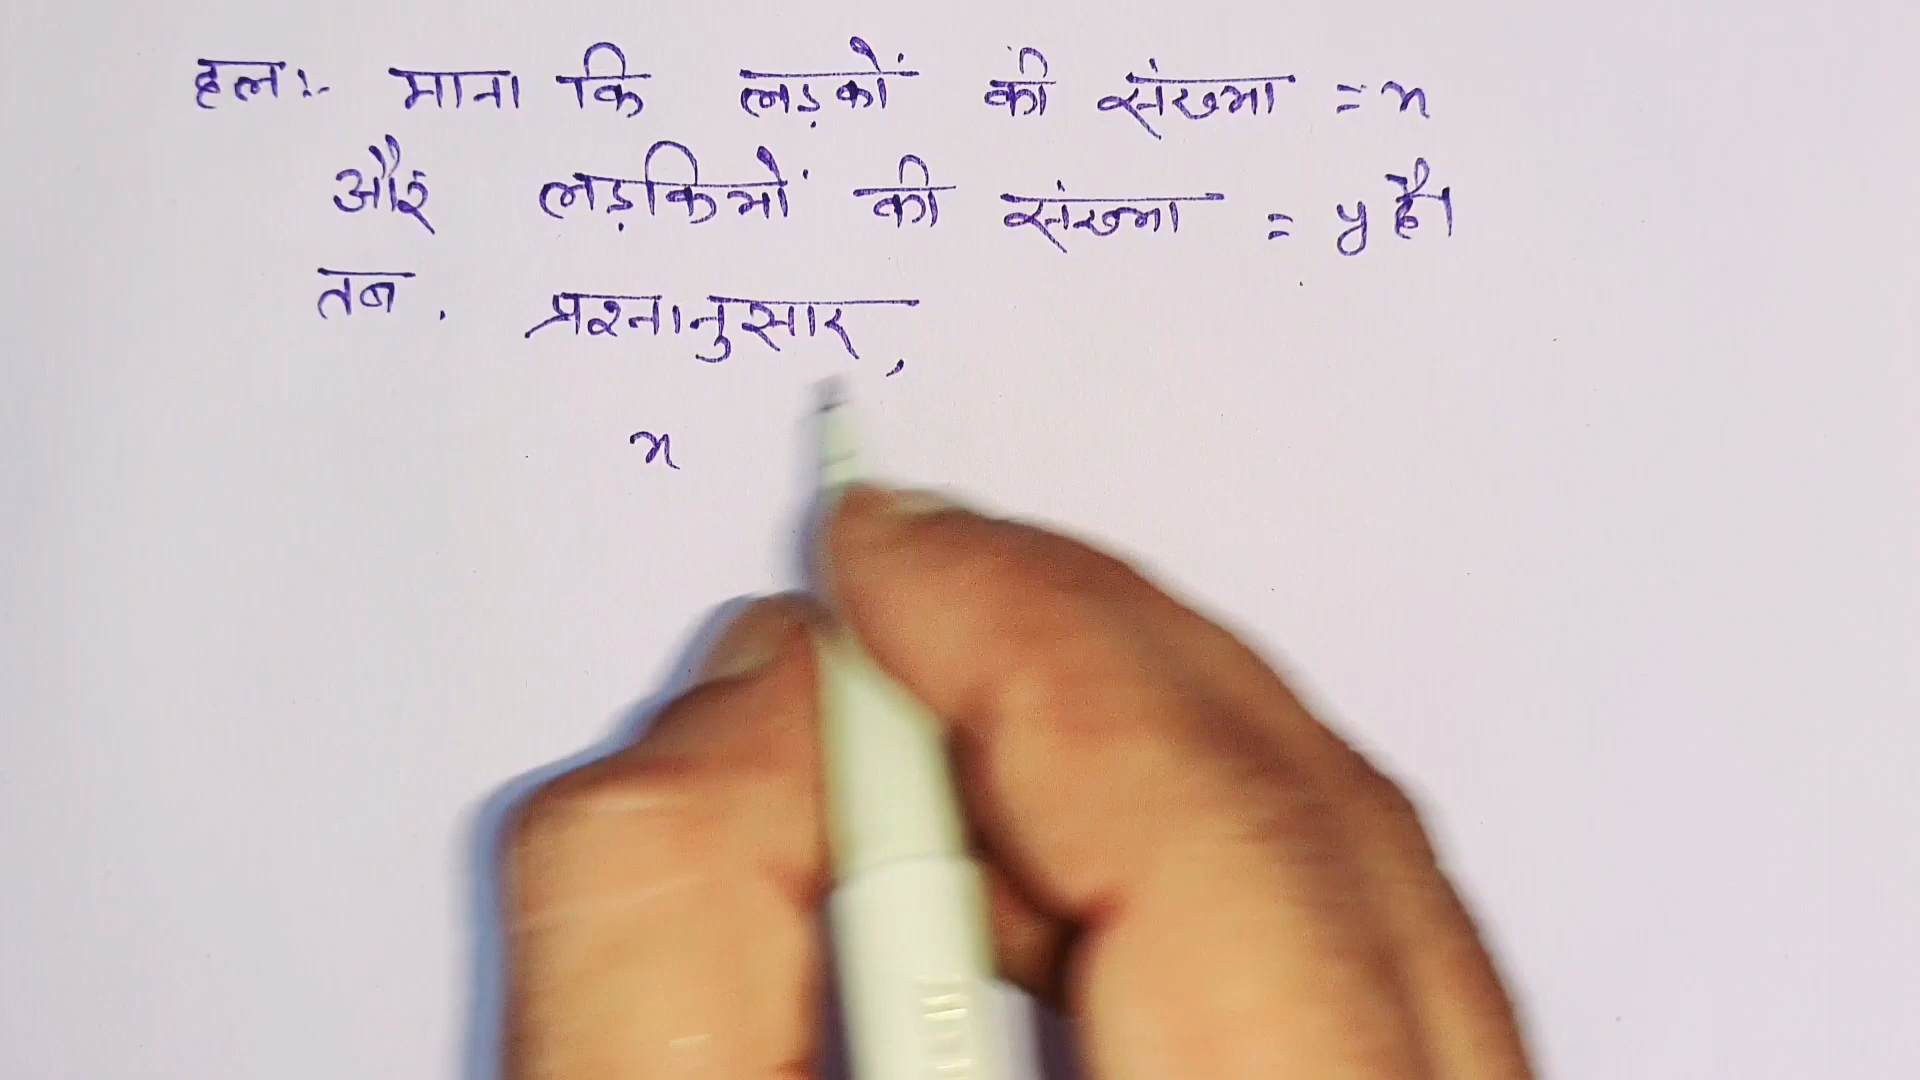 हल:- माना कि लड़कों की संख्या = x
और लड़कियों की संख्या = y है।
तब, प्रश्नानुसार,
x